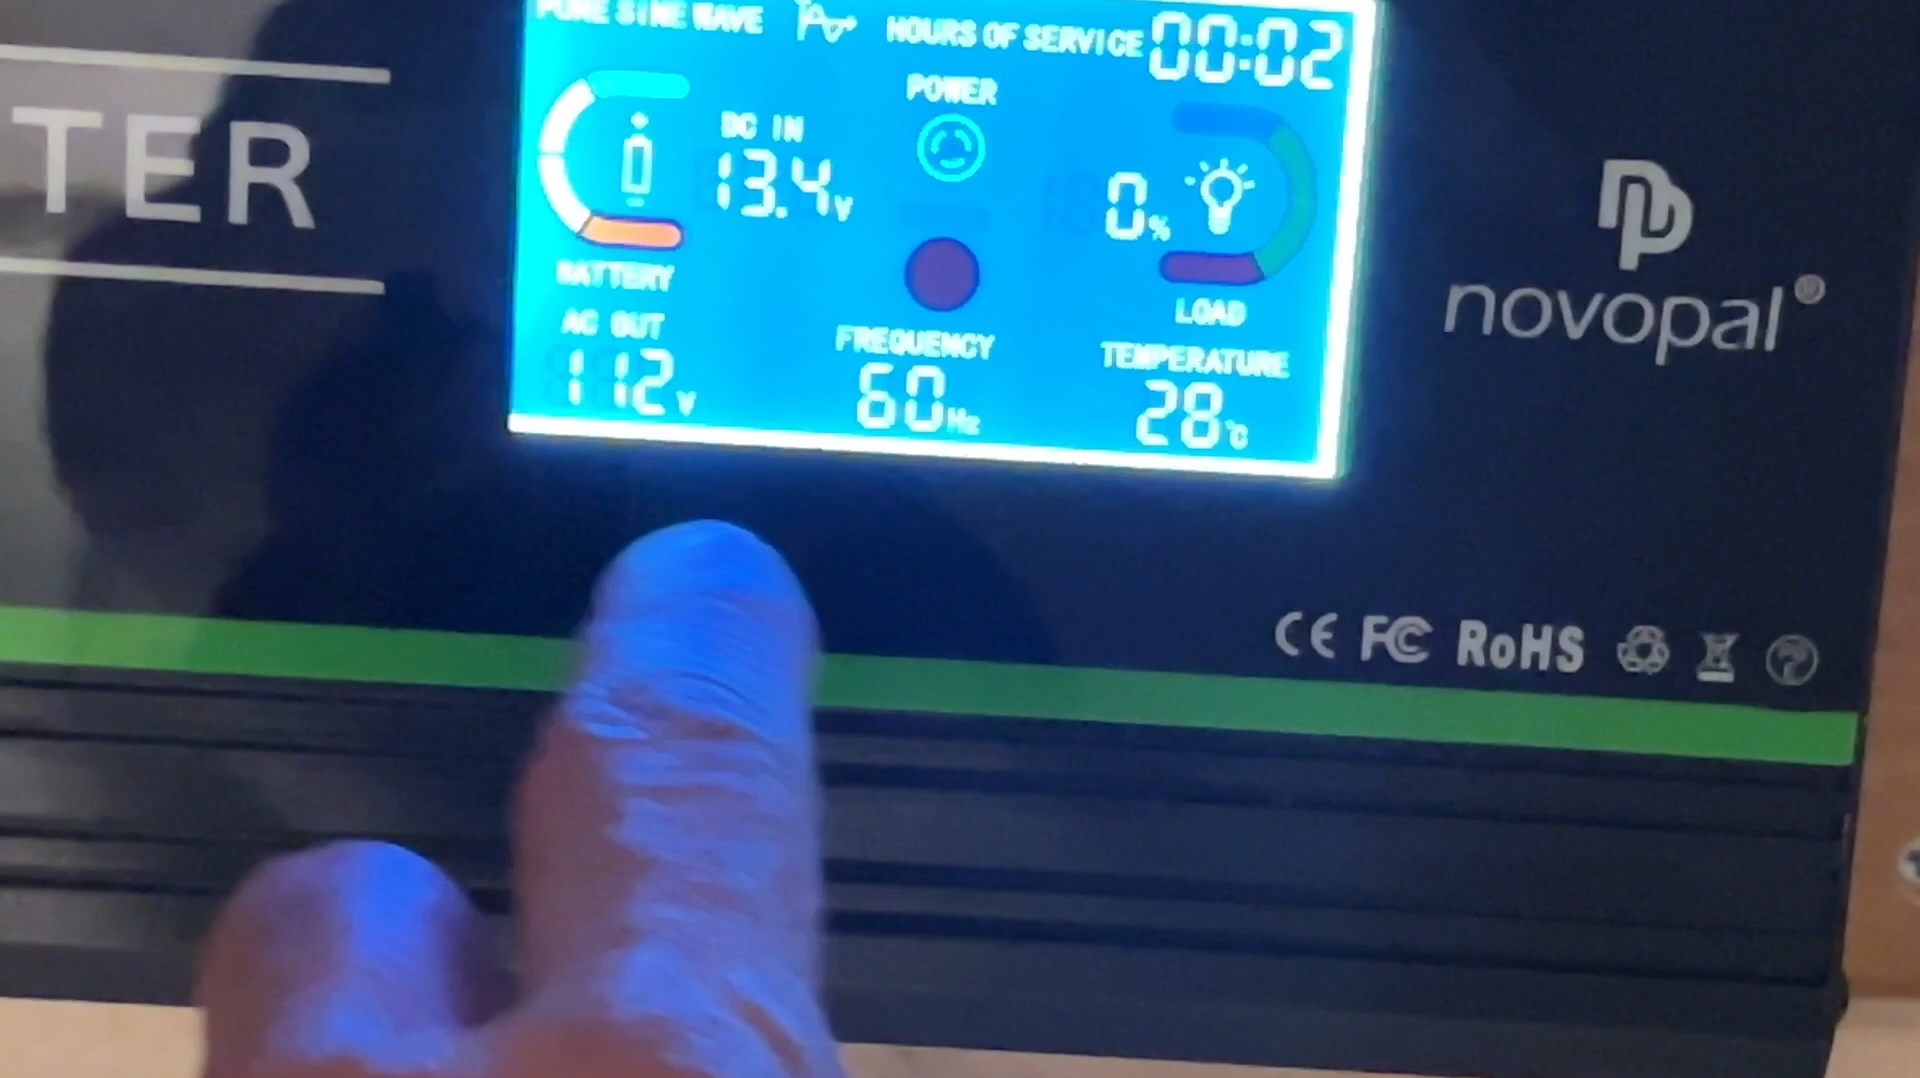 TER
PURE SINE WAVE
HOURS OF SERVICE 00:02
POWER
DC IN
13.4V
0%
BATTERY
LOAD
AC OUT
112V
FREQUENCY
60Hz
TEMPERATURE
28°C
novopal®
CE FC RoHS